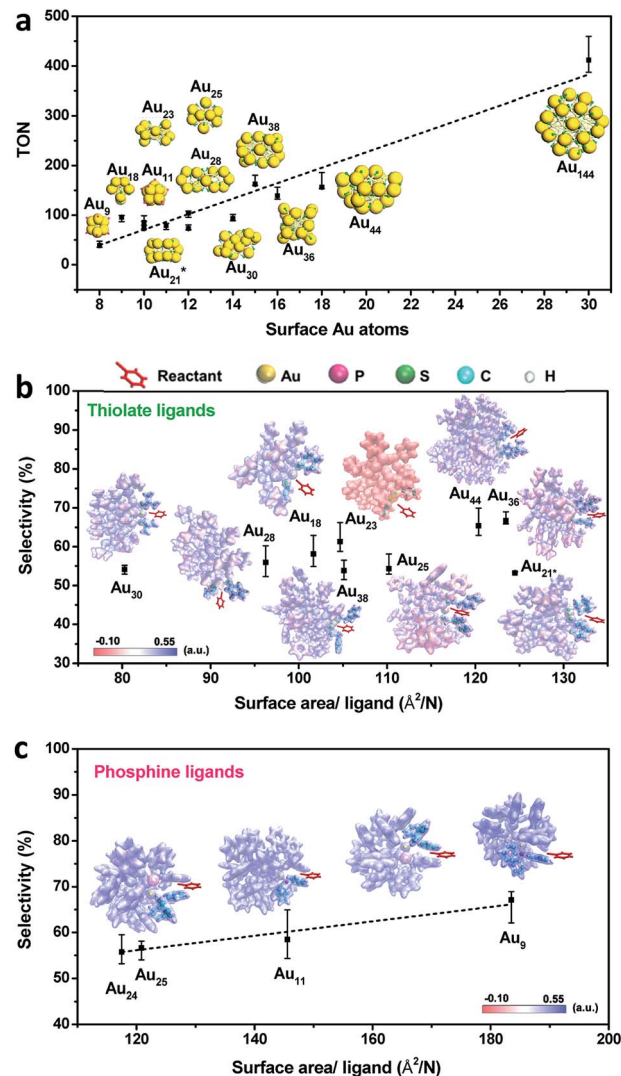 a
500
400
300
200
100
0
TON
Au25
Au23
Au38
Au18
Au11
Au28
Au9
Au144
Au44
Au21*
Au30
Au36
8 10 12 14 16 18 20 22 24 26 28 30
Surface Au atoms
Reactant Au P S C H
b
100
90
80
70
60
50
40
30
Selectivity (%)
Thiolate ligands
Au44 Au36
Au23
Au28 Au18
Au25
Au21*
Au30
Au38
-0.10 0.55 (a.u.)
80 90 100 110 120 130
Surface area/ ligand (Å²/N)
c
100
90
80
70
60
50
40
Selectivity (%)
Phosphine ligands
Au24
Au25
Au11
Au9
-0.10 0.55 (a.u.)
120 140 160 180 200
Surface area/ ligand (Å²/N)